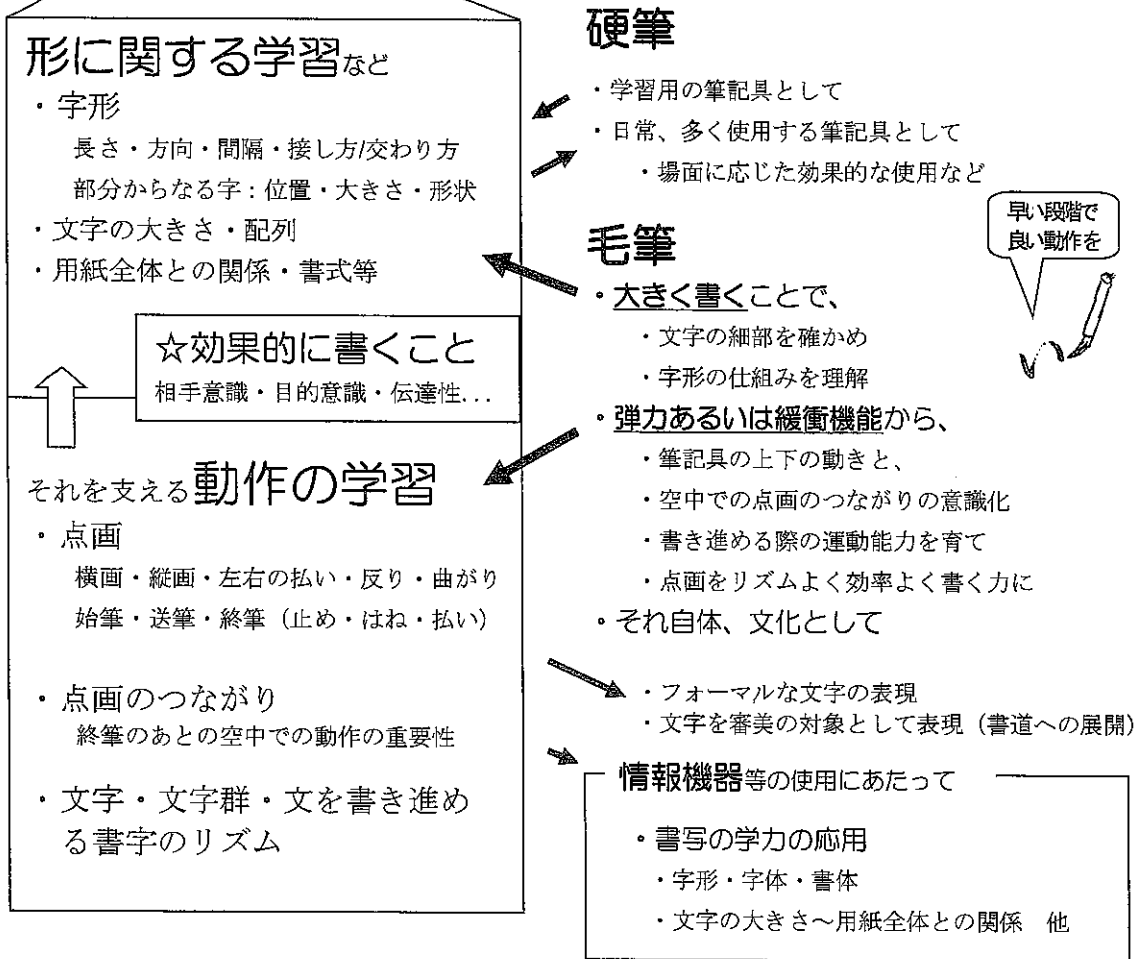 形に関する学習など
・字形
長さ・方向・間隔・接し方/交わり方
部分からなる字：位置・大きさ・形状
・文字の大きさ・配列
・用紙全体との関係・書式等
☆効果的に書くこと
相手意識・目的意識・伝達性...
それを支える動作の学習
・点画
横画・縦画・左右の払い・反り・曲がり
始筆・送筆・終筆（止め・はね・払い）
・点画のつながり
終筆のあとの空中での動作の重要性
・文字・文字群・文を書き進め
る書字のリズム
硬筆
・学習用の筆記具として
・日常、多く使用する筆記具として
・場面に応じた効果的な使用など
早い段階で
良い動作を
毛筆
・大きく書くことで、
・文字の細部を確かめ
・字形の仕組みを理解
・弾力あるいは緩衝機能から、
・筆記具の上下の動きと、
・空中での点画のつながりの意識化
・書き進める際の運動能力を育て
・点画をリズムよく効率よく書く力に
・それ自体、文化として
・フォーマルな文字の表現
・文字を審美の対象として表現（書道への展開）
情報機器等の使用にあたって
・書写の学力の応用
・字形・字体・書体
・文字の大きさ～用紙全体との関係　他